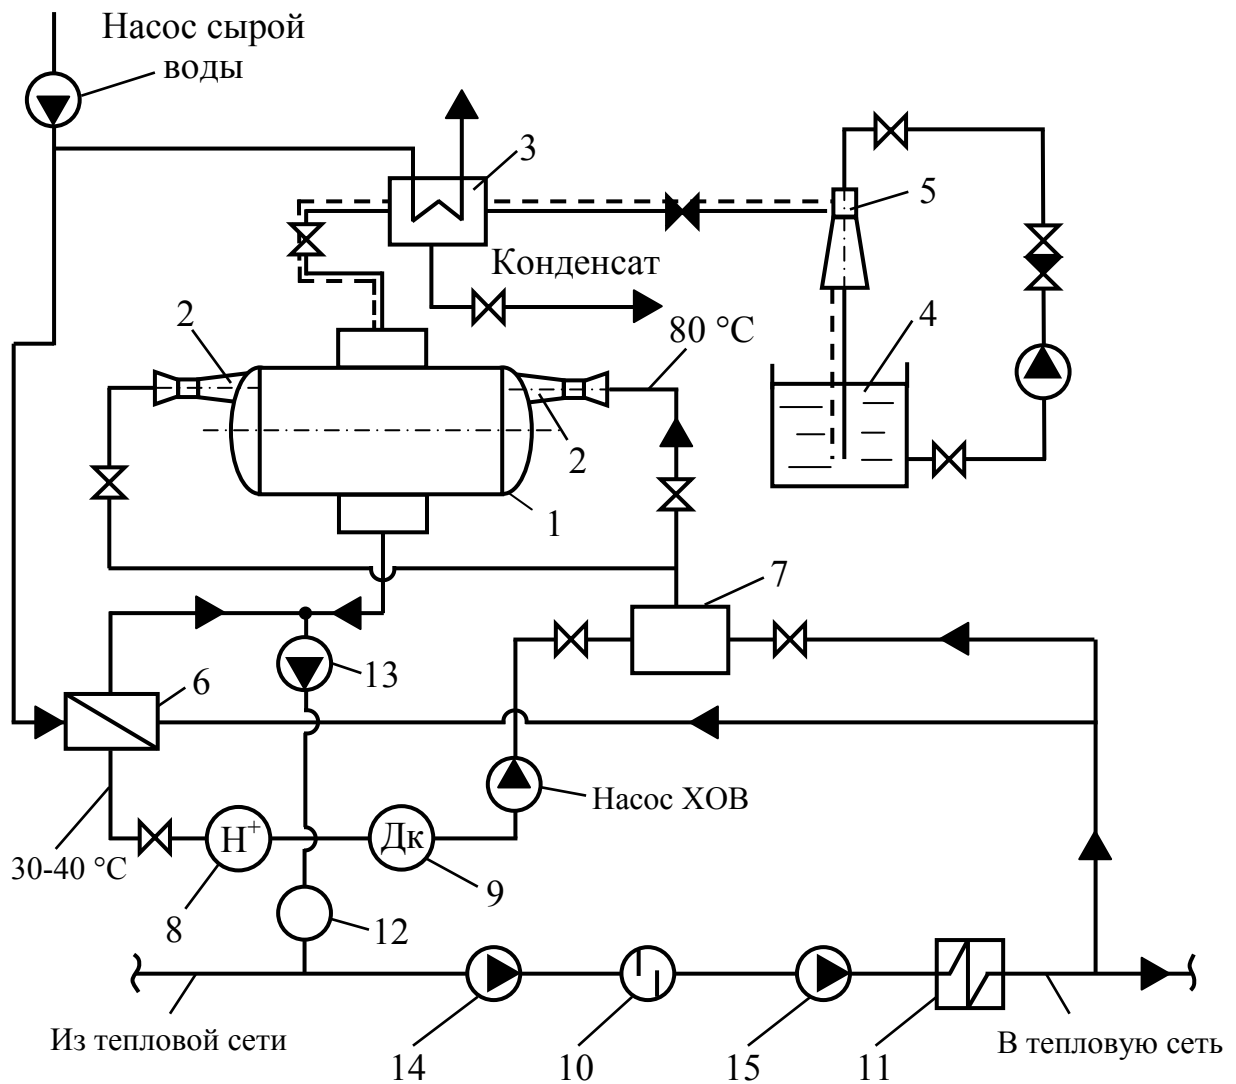 Насос сырой
воды
3
5
Конденсат
2
80 °C
4
2
1
7
6
13
Насос ХОВ
H⁺
Дк
30-40 °C
8
9
12
Из тепловой сети
14
10
15
11
В тепловую сеть